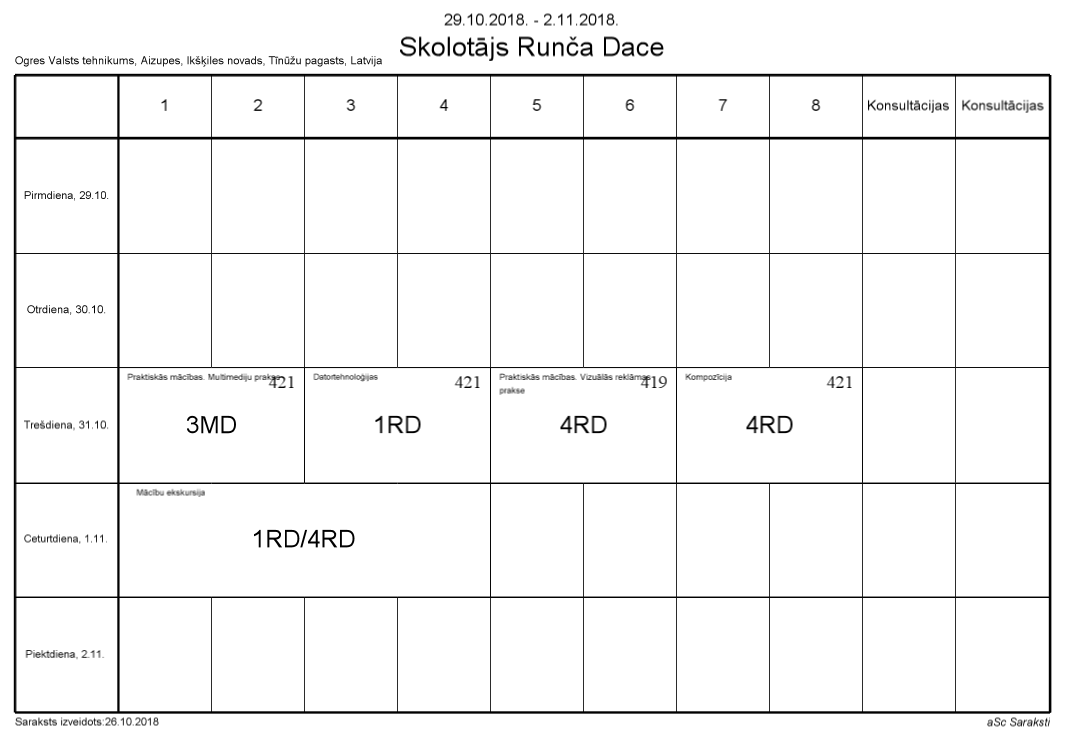 29.10.2018. - 2.11.2018.
Skolotājs Runča Dace
Ogres Valsts tehnikums, Aizupes, Ikšķiles novads, Tīnūžu pagasts, Latvija
1 2 3 4 5 6 7 8 Konsultācijas Konsultācijas
Pirmdiena, 29.10.
Otrdiena, 30.10.
Trešdiena, 31.10.
Praktiskās mācības. Multimediju prakse 421
3MD
Datortehnoloģijas 421
1RD
Praktiskās mācības. Vizuālās reklāmas 419
prakse
4RD
Kompozīcija 421
4RD
Ceturtdiena, 1.11.
Mācību ekskursija
1RD/4RD
Piektdiena, 2.11.
Saraksts izveidots:26.10.2018
aSc Saraksti